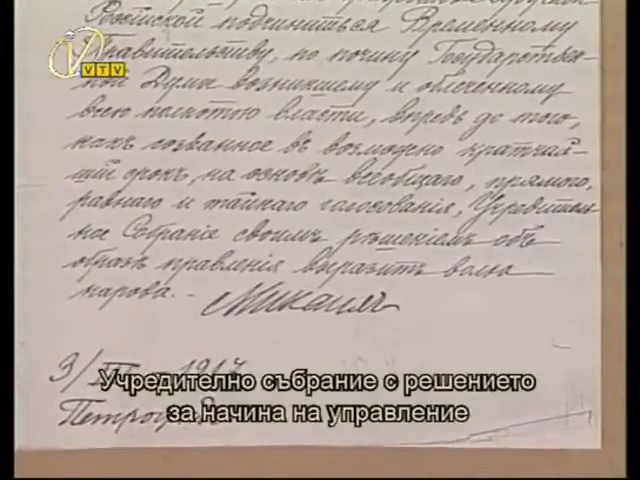 Россійской подчиниться Временному
Правительству, по почину Государствен-
ной Думы возникшему и облеченному
всею полнотою власти, впредь до того,
какъ созванное въ возможно кратчай-
шій срокъ, на основѣ всеобщаго, прямого,
равнаго и тайнаго голосованія, Учредитель-
ное Собраніе своимъ рѣшеніемъ объ
образѣ правленія выразитъ волю
народа.
Михаилъ
3/III 1917
Петроградъ
VTV
Учредително събрание с решението
за начина на управление